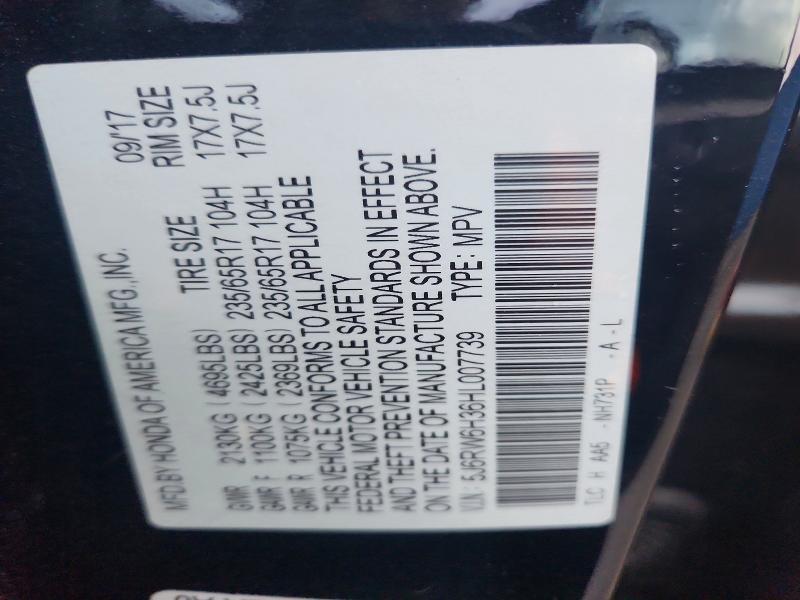 MFD.BY HONDA OF AMERICA MFG.,INC. 09/'17
TIRE SIZE RIM SIZE
GVWR 2130KG (4695LBS)
GAWR F 1100KG (2425LBS) 235/65R17 104H 17X7.5J
GAWR R 1075KG (2369LBS) 235/65R17 104H 17X7.5J
THIS VEHICLE CONFORMS TO ALL APPLICABLE
FEDERAL MOTOR VEHICLE SAFETY
AND THEFT PREVENTION STANDARDS IN EFFECT
ON THE DATE OF MANUFACTURE SHOWN ABOVE.
V.I.N: 5J6RW6H36HL007739 TYPE: MPV
TLC H AA5 -NH731P -A-L